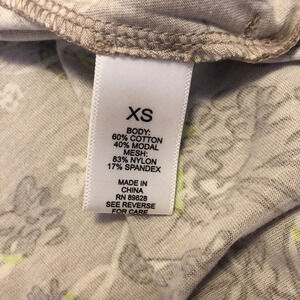 XS
BODY:
60% COTTON
40% MODAL
MESH:
83% NYLON
17% SPANDEX
MADE IN
CHINA
RN 89828
SEE REVERSE
FOR CARE